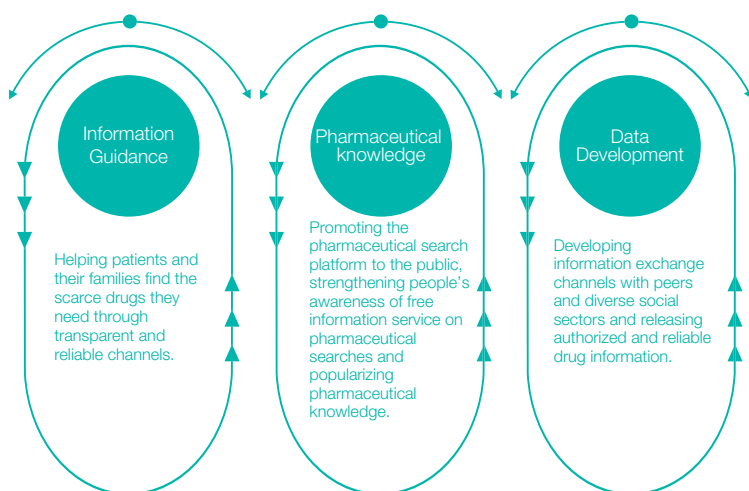 Information
Guidance
Helping patients and
their families find the
scarce drugs they
need through
transparent and
reliable channels.
Pharmaceutical
knowledge
Promoting the
pharmaceutical search
platform to the public,
strengthening people's
awareness of free
information service on
pharmaceutical
searches and
popularizing
pharmaceutical
knowledge.
Data
Development
Developing
information exchange
channels with peers
and diverse social
sectors and releasing
authorized and reliable
drug information.